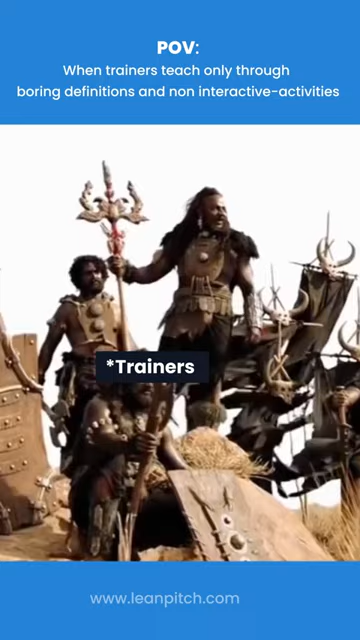 POV:
When trainers teach only through
boring definitions and non interactive-activities
*Trainers
www.leanpitch.com